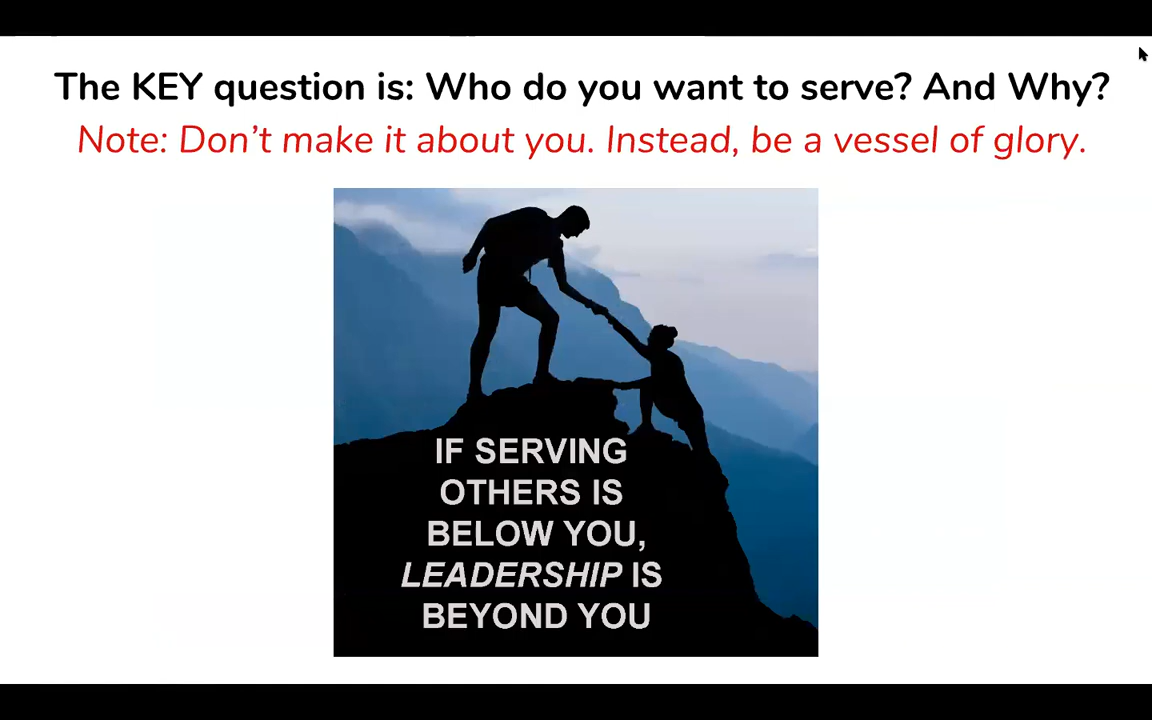 The KEY question is: Who do you want to serve? And Why?
Note: Don’t make it about you. Instead, be a vessel of glory.
IF SERVING
OTHERS IS
BELOW YOU,
LEADERSHIP IS
BEYOND YOU